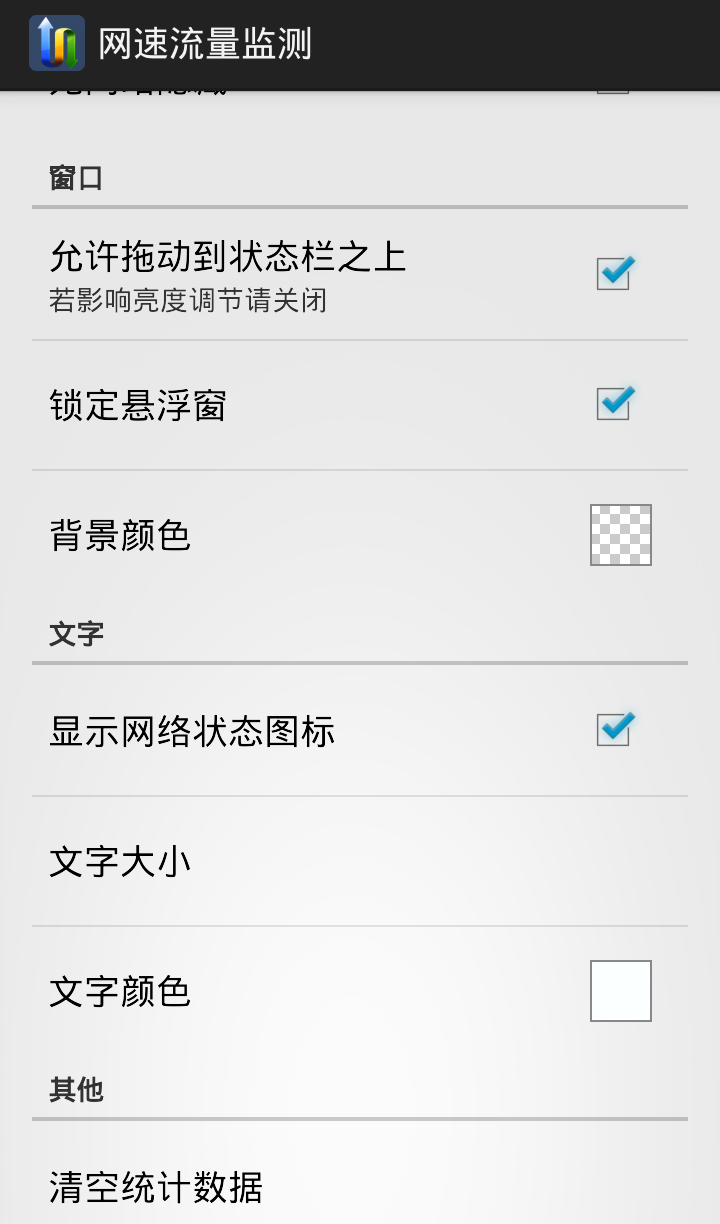 网速流量监测
窗口
允许拖动到状态栏之上
若影响亮度调节请关闭
锁定悬浮窗
背景颜色
文字
显示网络状态图标
文字大小
文字颜色
其他
清空统计数据